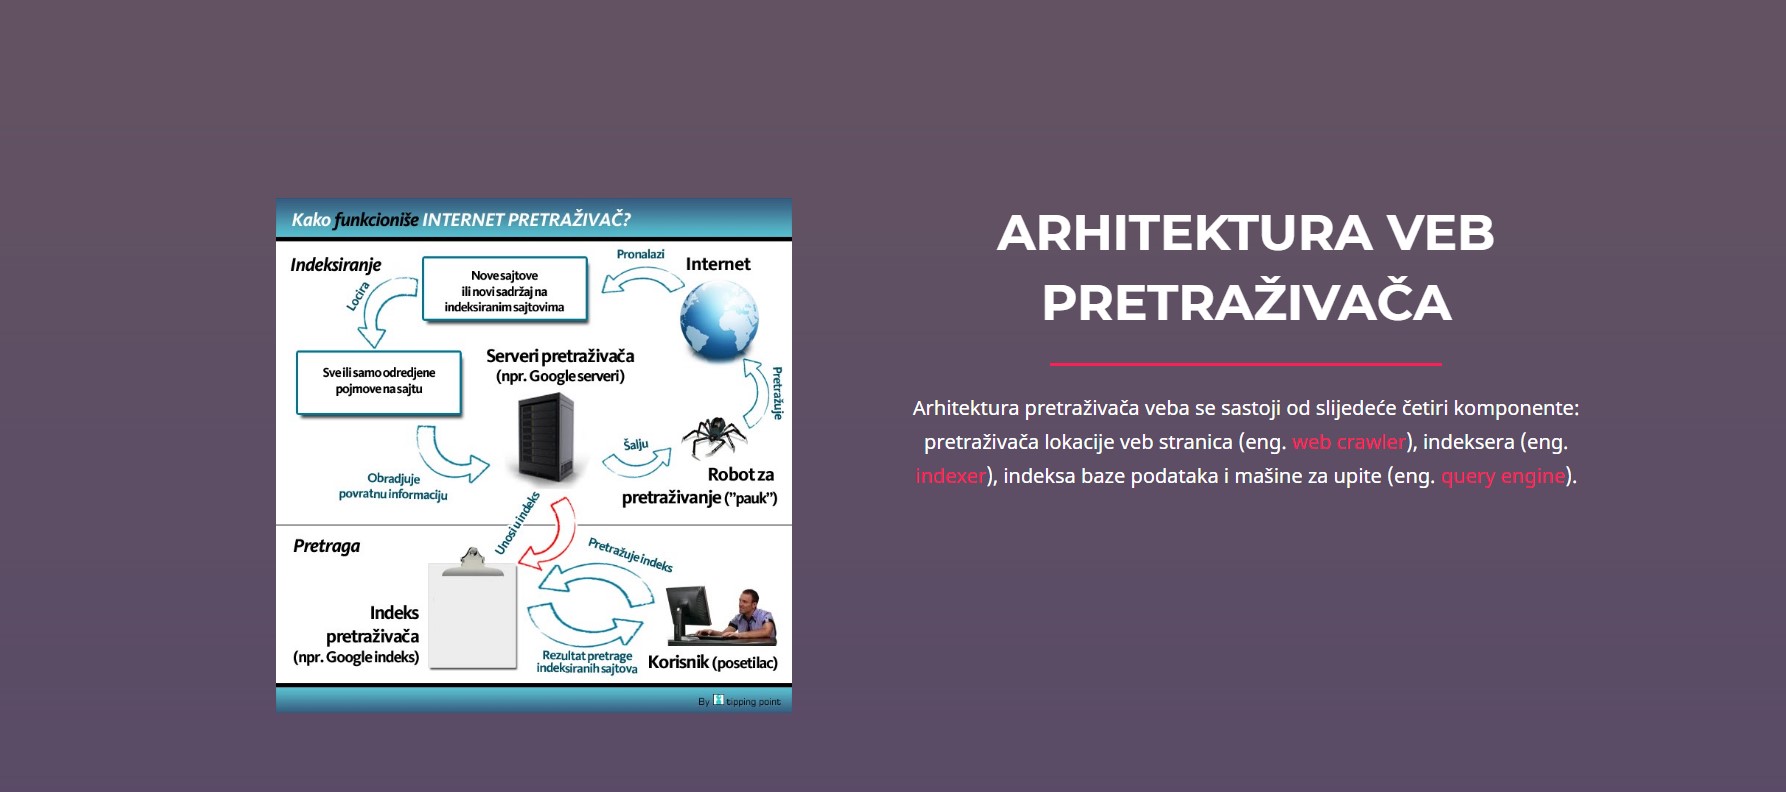 Kako funkcioniše INTERNET PRETRAŽIVAČ?
Indeksiranje
Locira
Nove sajtove
ili novi sadržaj na
indeksiranim sajtovima
Pronalazi
Internet
Sve ili samo odredjene
pojmove na sajtu
Serveri pretraživača
(npr. Google serveri)
Pretražuje
Obradjuje
povratnu informaciju
Šalju
Robot za
pretraživanje ("pauk")
Unosi u indeks
Pretraga
Pretražuje indeks
Indeks
pretraživača
(npr. Google indeks)
Rezultat pretrage
indeksiranih sajtova
Korisnik (posetilac)
By tipping point
ARHITEKTURA VEB
PRETRAŽIVAČA
Arhitektura pretraživača veba se sastoji od slijedeće četiri komponente:
pretraživača lokacije veb stranica (eng. web crawler), indeksera (eng.
indexer), indeksa baze podataka i mašine za upite (eng. query engine).